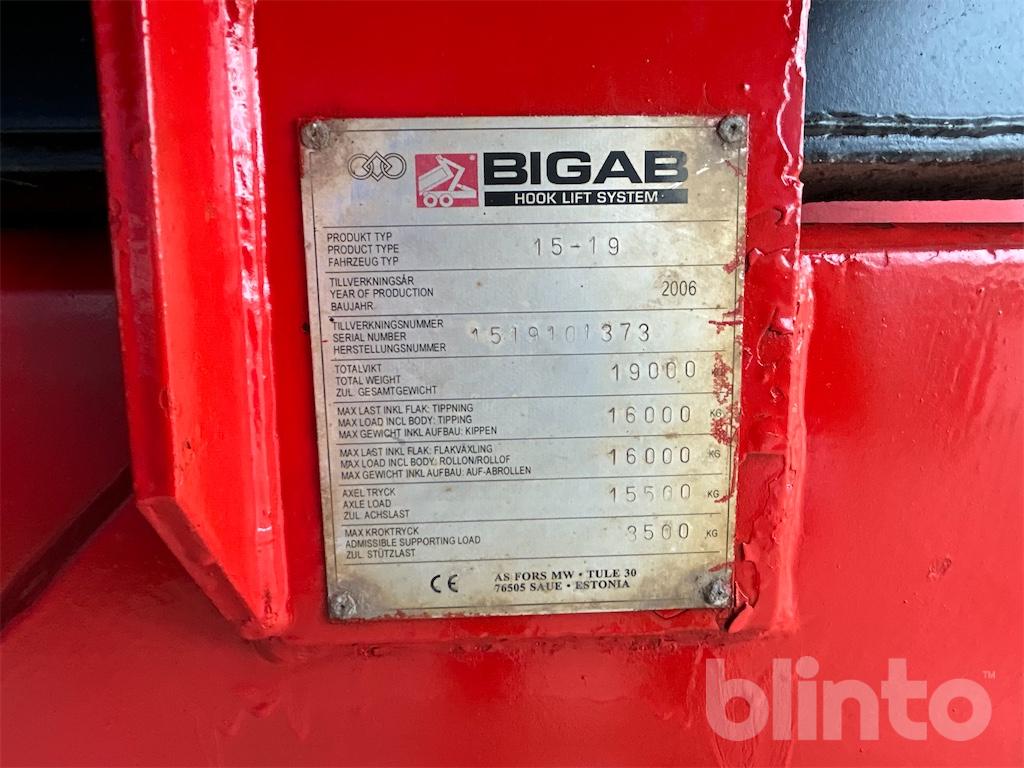 BIGAB
HOOK LIFT SYSTEM
PRODUKT TYP
PRODUCT TYPE
FAHRZEUG TYP
15-19
TILLVERKNINGSÅR
YEAR OF PRODUCTION
BAUJAHR
2006
TILLVERKNINGSNUMMER
SERIAL NUMBER
HERSTELLUNGSNUMMER
1519101373
TOTALVIKT
TOTAL WEIGHT
ZUL. GESAMTGEWICHT
19000 KG
MAX LAST INKL FLAK: TIPPNING
MAX LOAD INCL BODY: TIPPING
MAX GEWICHT INKL AUFBAU: KIPPEN
16000 KG
MAX LAST INKL FLAK: FLAKVÄXLING
MAX LOAD INCL BODY: ROLLON/ROLLOF
MAX GEWICHT INKL AUFBAU: AUF-ABROLLEN
16000 KG
AXEL TRYCK
AXLE LOAD
ZUL. ACHSLAST
15500 KG
MAX KROKTRYCK
ADMISSIBLE SUPPORTING LOAD
ZUL. STÜTZLAST
3500 KG
CE
AS FORS MW • TULE 30
76505 SAUE • ESTONIA
blinto™